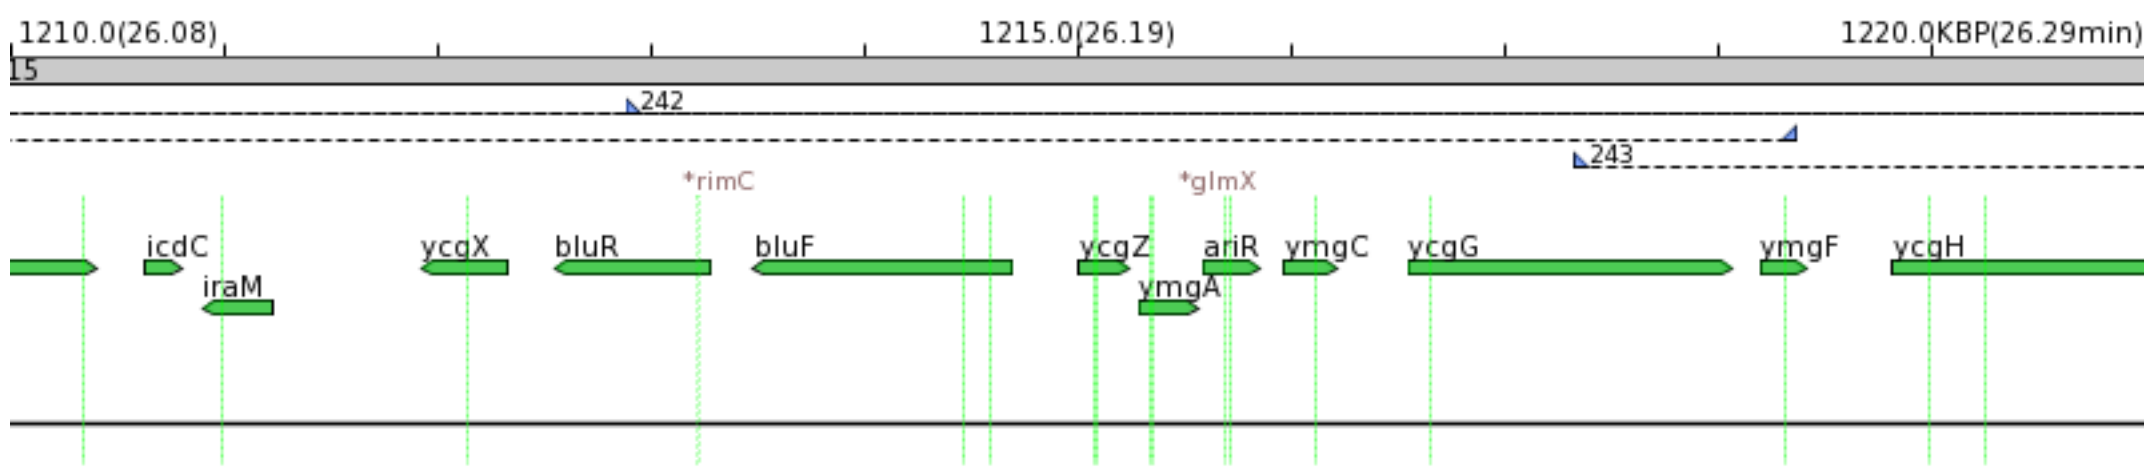 1210.0(26.08) 1215.0(26.19) 1220.0KBP(26.29min)
15
242
243
*rimC *glmX
icdC ycgX bluR bluF ycgZ ariR ymgC ycgG ymgF ycgH
iraM ymgA